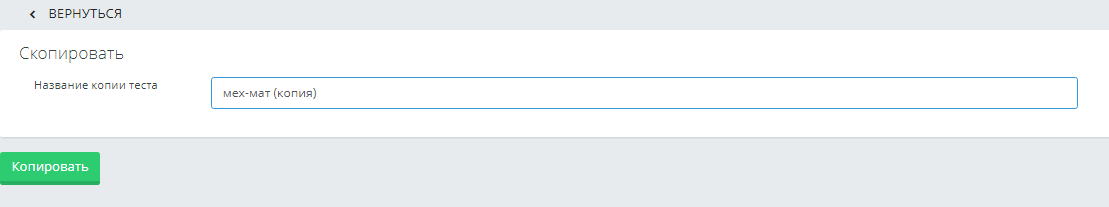 ВЕРНУТЬСЯ
Скопировать
Название копии теста
мех-мат (копия)
Копировать